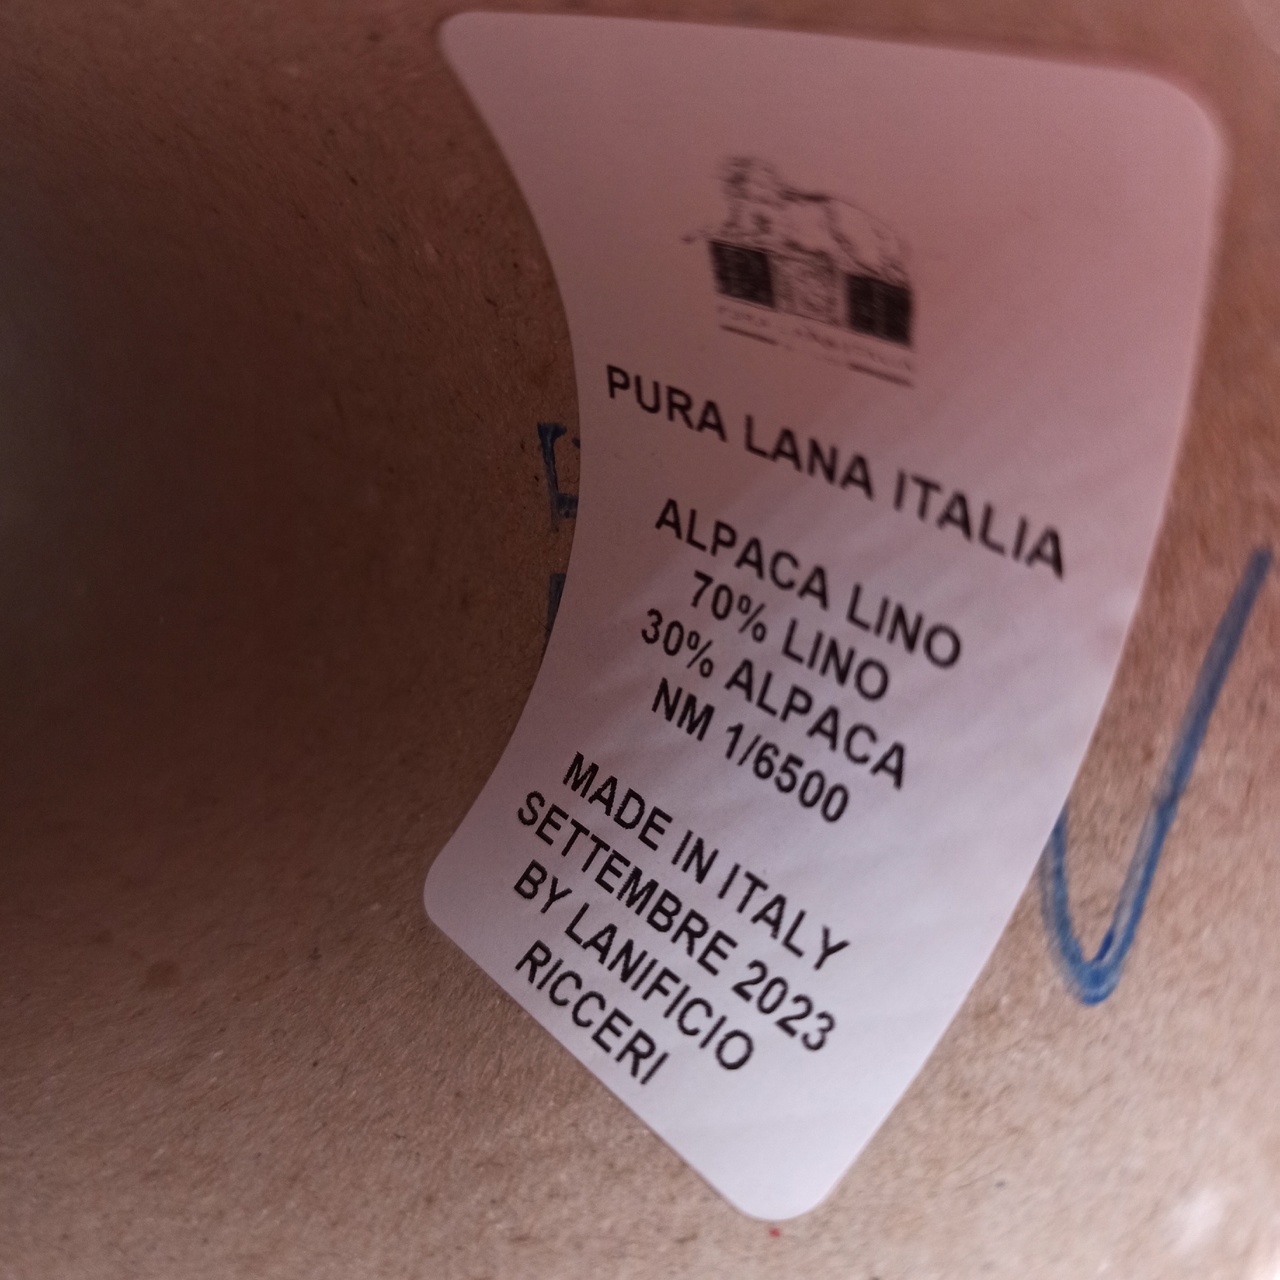 PURA LANA ITALIA
ALPACA LINO
70% LINO
30% ALPACA
NM 1/6500
MADE IN ITALY
SETTEMBRE 2023
BY LANIFICIO
RICCERI